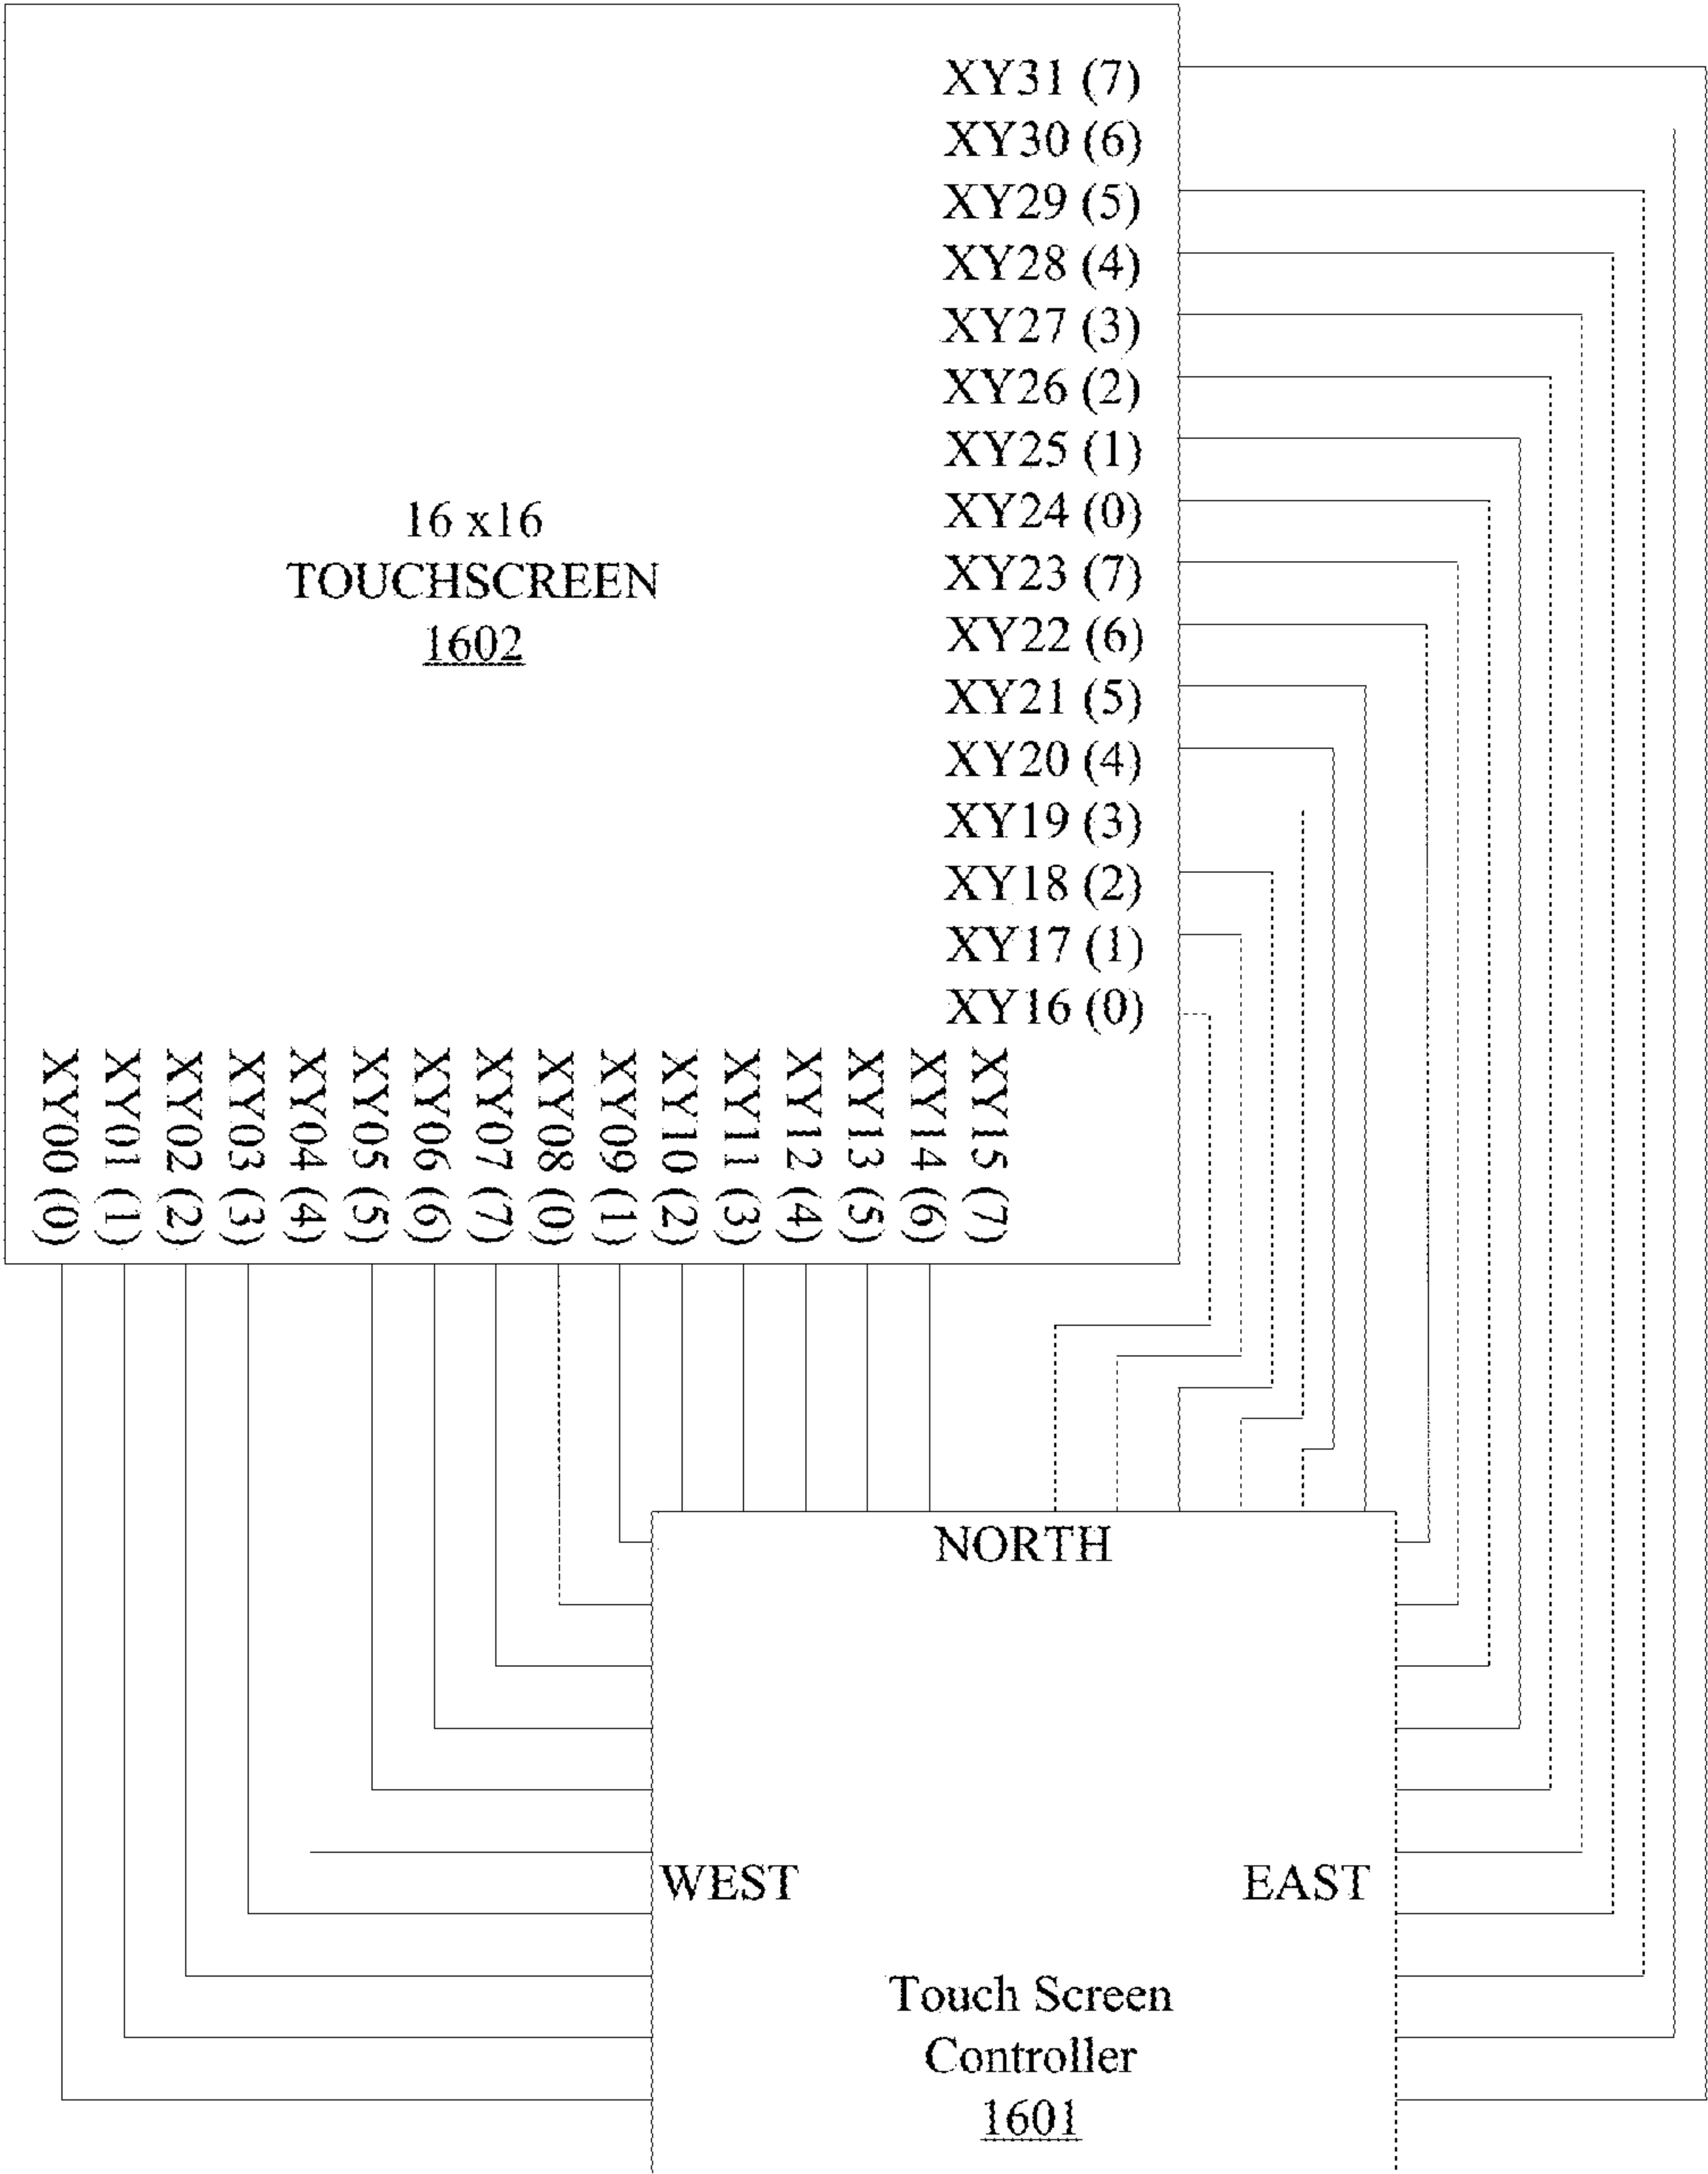 XY31 (7)
XY30 (6)
XY29 (5)
XY28 (4)
XY27 (3)
XY26 (2)
XY25 (1)
XY24 (0)
XY23 (7)
XY22 (6)
XY21 (5)
XY20 (4)
XY19 (3)
XY18 (2)
XY17 (1)
XY16 (0)
16 x16
TOUCHSCREEN
1602
XY00 (0)
XY01 (1)
XY02 (2)
XY03 (3)
XY04 (4)
XY05 (5)
XY06 (6)
XY07 (7)
XY08 (0)
XY09 (1)
XY10 (2)
XY11 (3)
XY12 (4)
XY13 (5)
XY14 (6)
XY15 (7)
NORTH
WEST
EAST
Touch Screen
Controller
1601